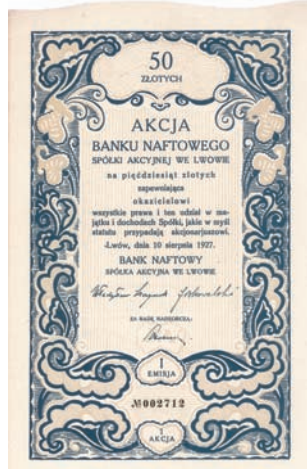 50
ZŁOTYCH
AKCJA
BANKU NAFTOWEGO
SPÓŁKI AKCYJNEJ WE LWOWIE
na pięćdziesiąt złotych
zapewniająca
okazicielowi
wszystkie prawa i ten udział w ma-
jątku i dochodach Spółki, jakie w myśl
statutu przypadają akcjonarjuszowi.
Lwów, dnia 10 sierpnia 1927.
BANK NAFTOWY
SPÓŁKA AKCYJNA WE LWOWIE
ZA RADĘ NADZORCZĄ:
I
EMISJA
№002712
1
AKCJA